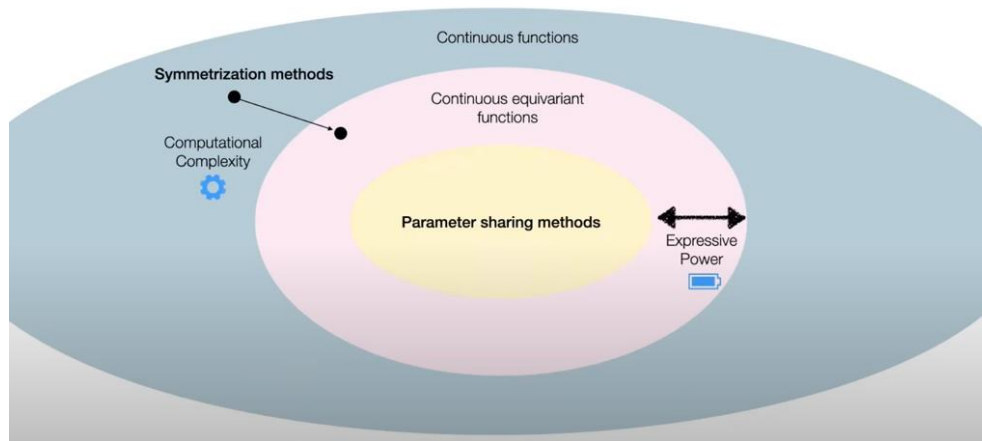 Continuous functions
Symmetrization methods
Continuous equivariant
functions
Computational
Complexity
Parameter sharing methods
Expressive
Power